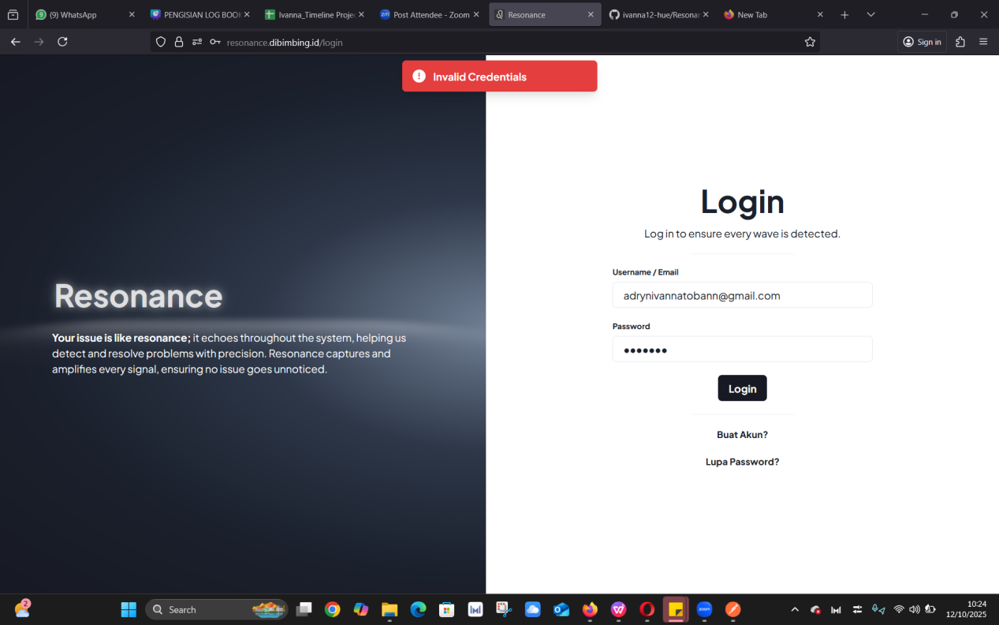 (9) WhatsApp
PENGISIAN LOG BOOK
Ivanna_Timeline Projec
Post Attendee - Zoom
Resonance
ivanna12-hue/Resonan
New Tab
resonance.dibimbing.id/login
Sign in
Invalid Credentials
Resonance
Your issue is like resonance; it echoes throughout the system, helping us
detect and resolve problems with precision. Resonance captures and
amplifies every signal, ensuring no issue goes unnoticed.
Login
Log in to ensure every wave is detected.
Username / Email
adrynivannatobann@gmail.com
Password
Login
Buat Akun?
Lupa Password?
2
Search
10:24
12/10/2025